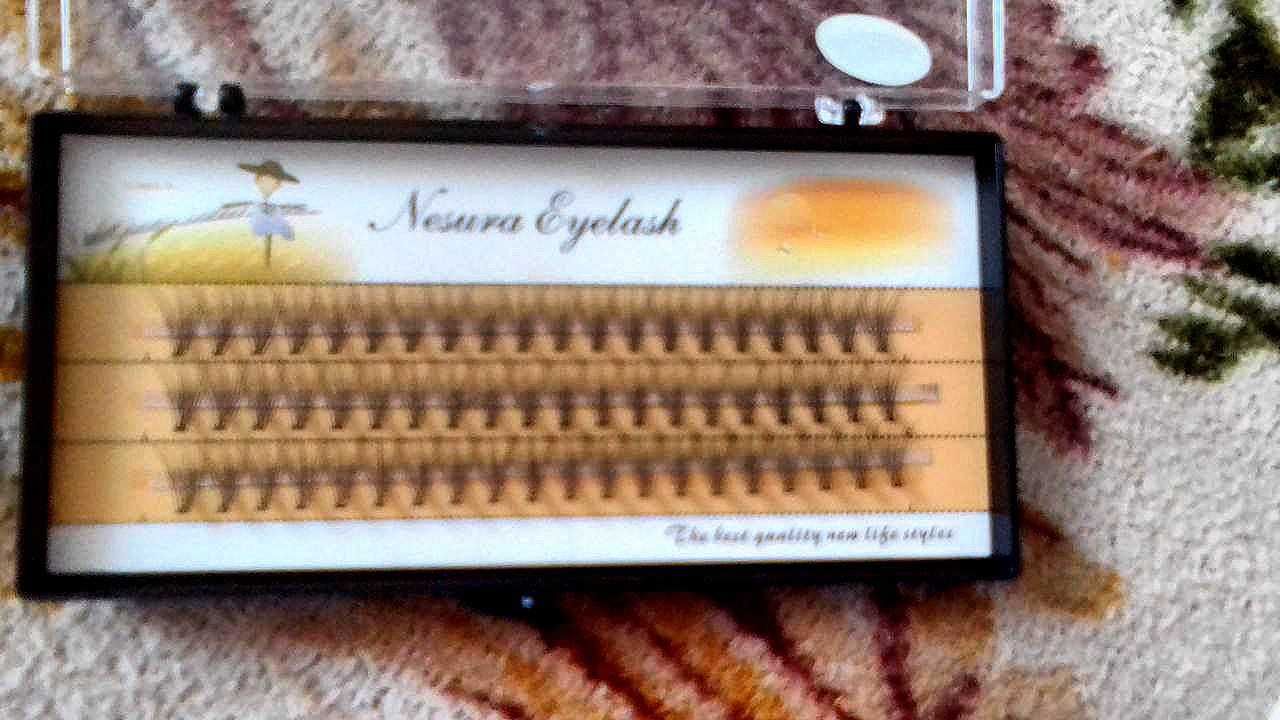 Nesura Eyelash
The best quality new life styles